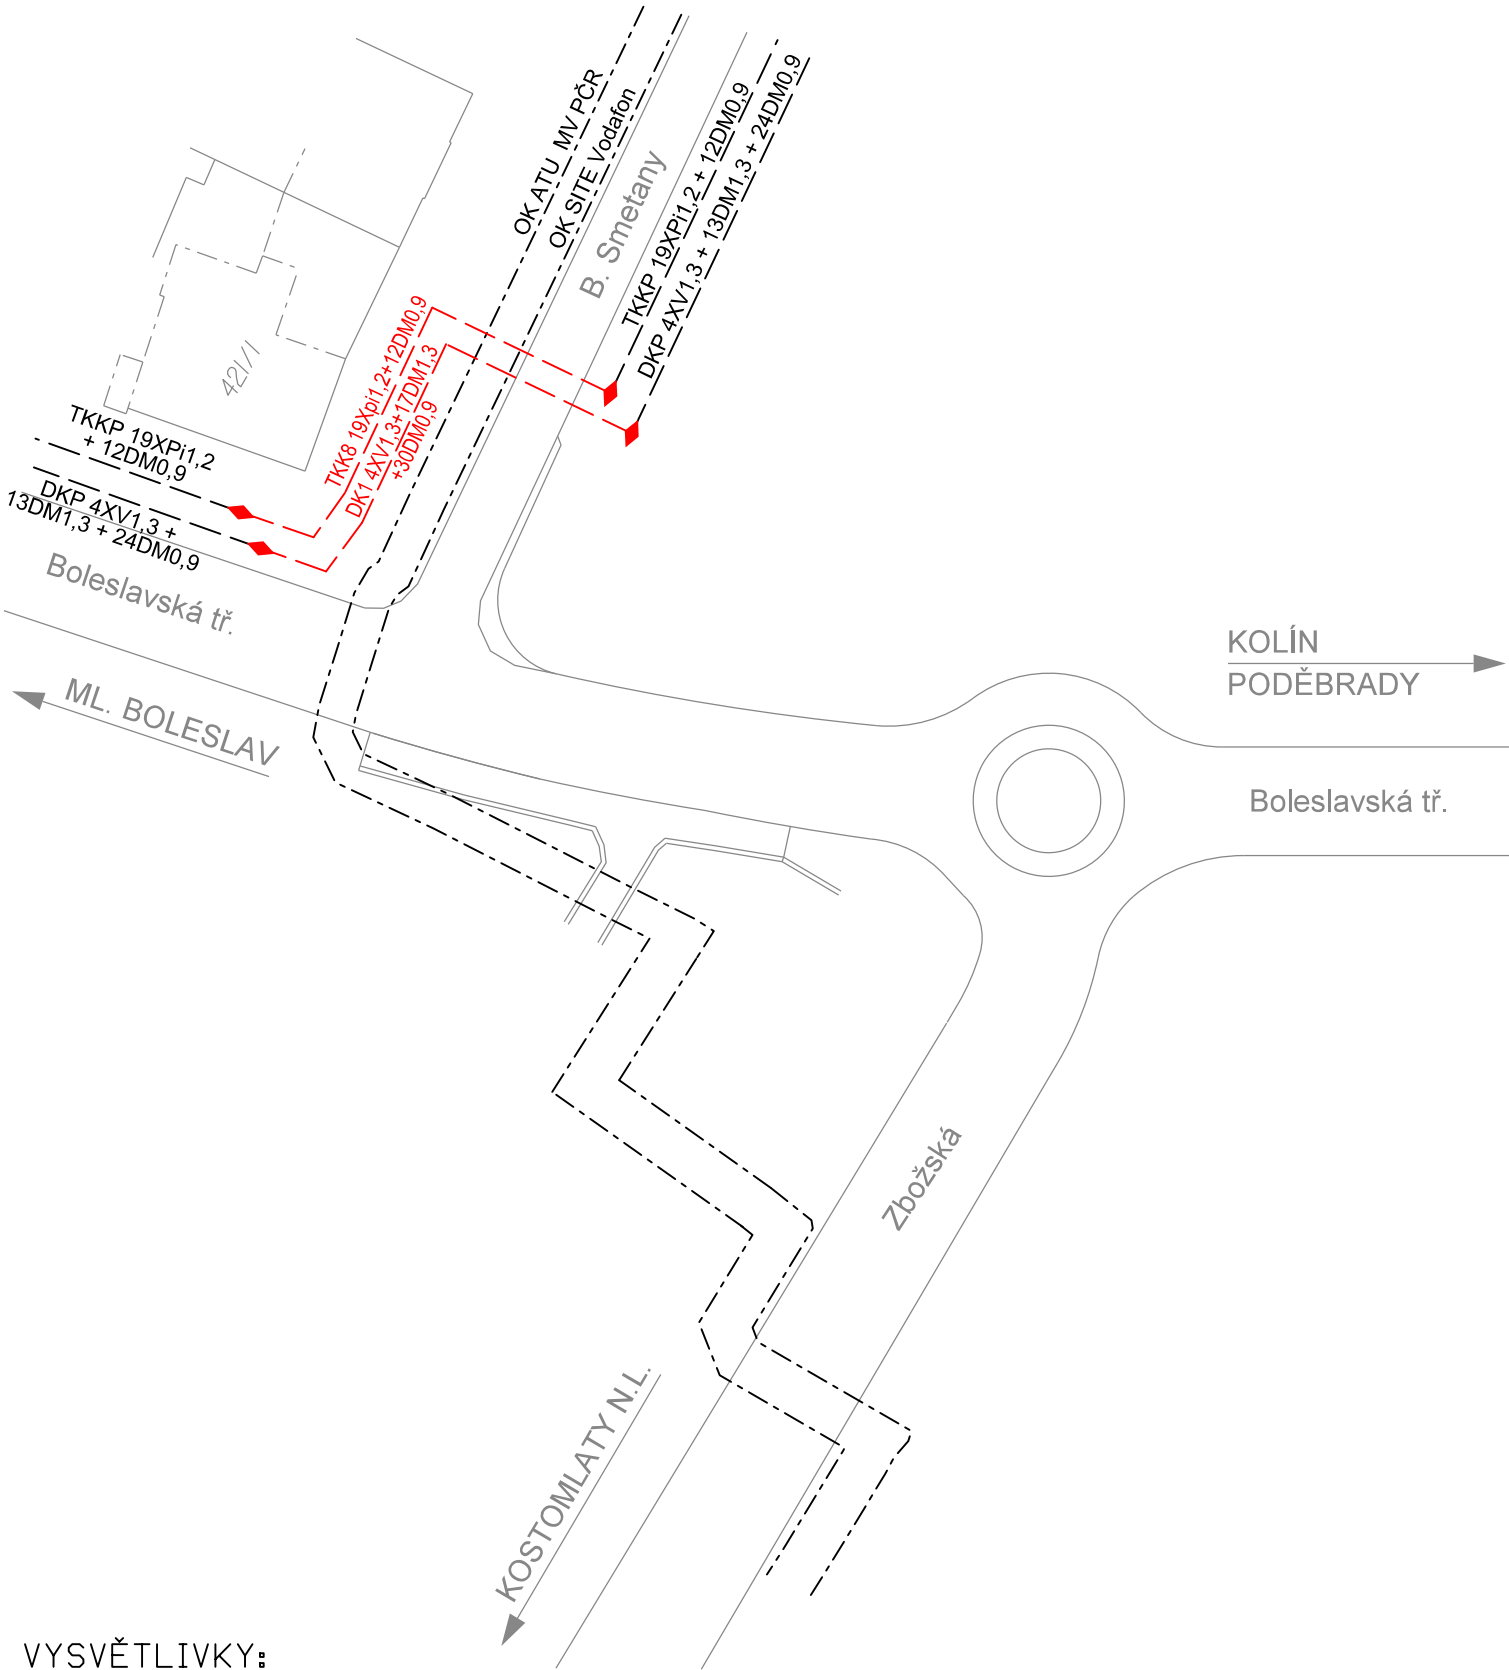 OK ATU MV PČR
OK SITE Vodafon
B. Smetany
TKKP 19XPi1,2 + 12DM0,9
DKP 4XV1,3 + 13DM1,3 + 24DM0,9
TKK8 19Xpi1,2+12DM0,9
DK1 4XV1,3+17DM1,3
+30DM0,9
TKKP 19XPi1,2
+ 12DM0,9
DKP 4XV1,3 +
13DM1,3 + 24DM0,9
Boleslavská tř.
ML. BOLESLAV
KOLÍN
PODĚBRADY
Boleslavská tř.
Zbožská
KOSTOMLATY N.L.
VYSVĚTLIVKY: